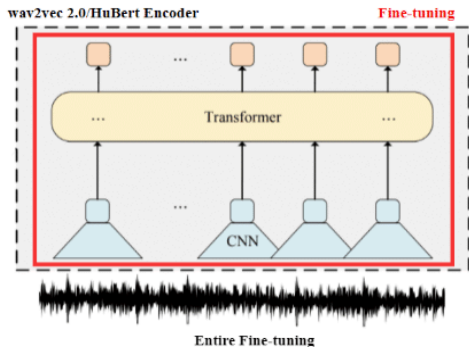 wav2vec 2.0/HuBert Encoder
Fine-tuning
...
... Transformer ...
...
CNN
Entire Fine-tuning